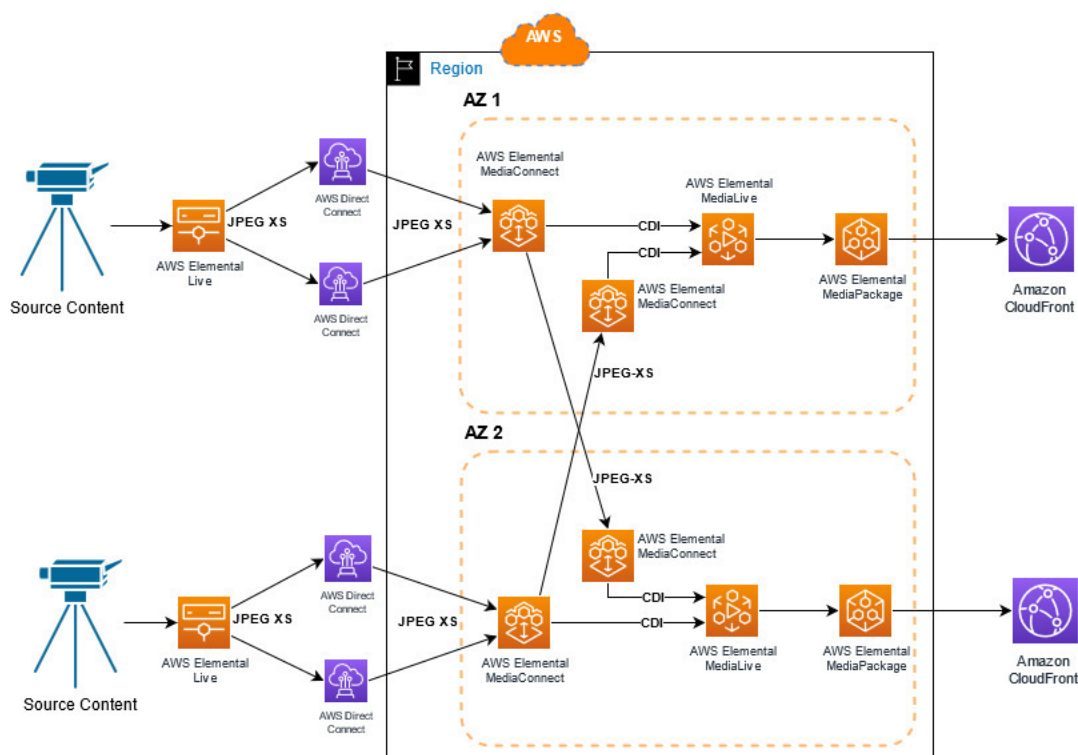 AWS
Region
AZ 1
AWS Elemental
MediaConnect
AWS Elemental
MediaLive
AWS Direct
Connect
JPEG XS
JPEG XS
CDI
CDI
AWS Elemental
Live
Source Content
AWS Direct
Connect
AWS Elemental
MediaConnect
AWS Elemental
MediaPackage
Amazon
CloudFront
JPEG-XS
AZ 2
JPEG-XS
AWS Elemental
MediaConnect
AWS Direct
Connect
JPEG XS
JPEG XS
CDI
CDI
AWS Elemental
Live
Source Content
AWS Direct
Connect
AWS Elemental
MediaConnect
AWS Elemental
MediaLive
AWS Elemental
MediaPackage
Amazon
CloudFront